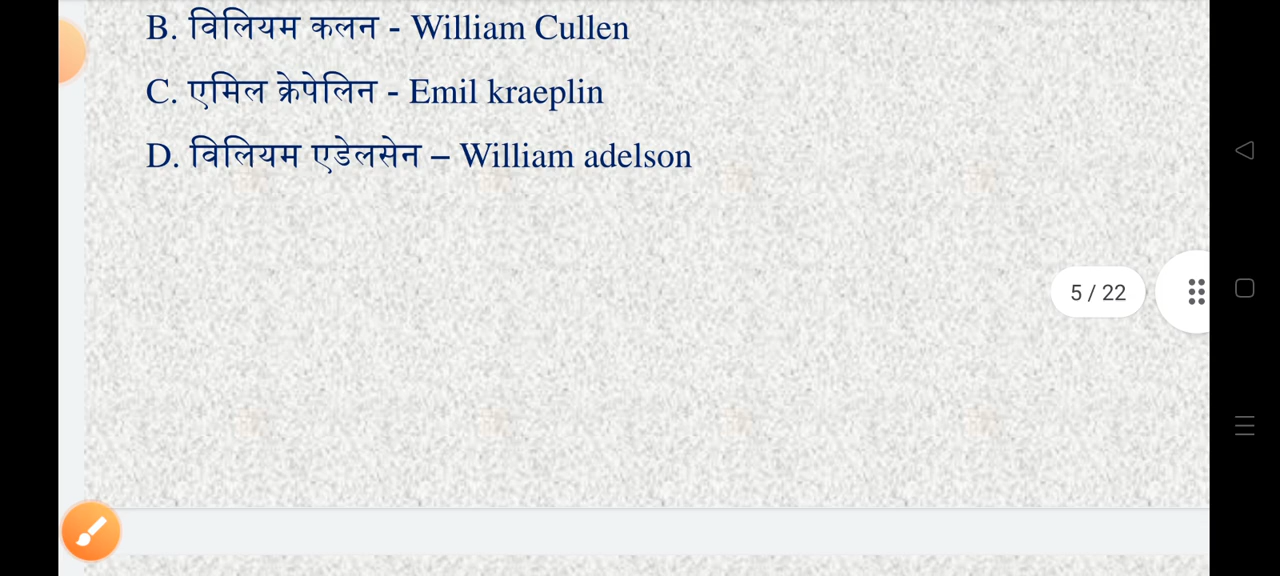 B. विलियम कलन - William Cullen
C. एमिल क्रेपेलिन - Emil kraeplin
D. विलियम एडेलसेन – William adelson
5 / 22